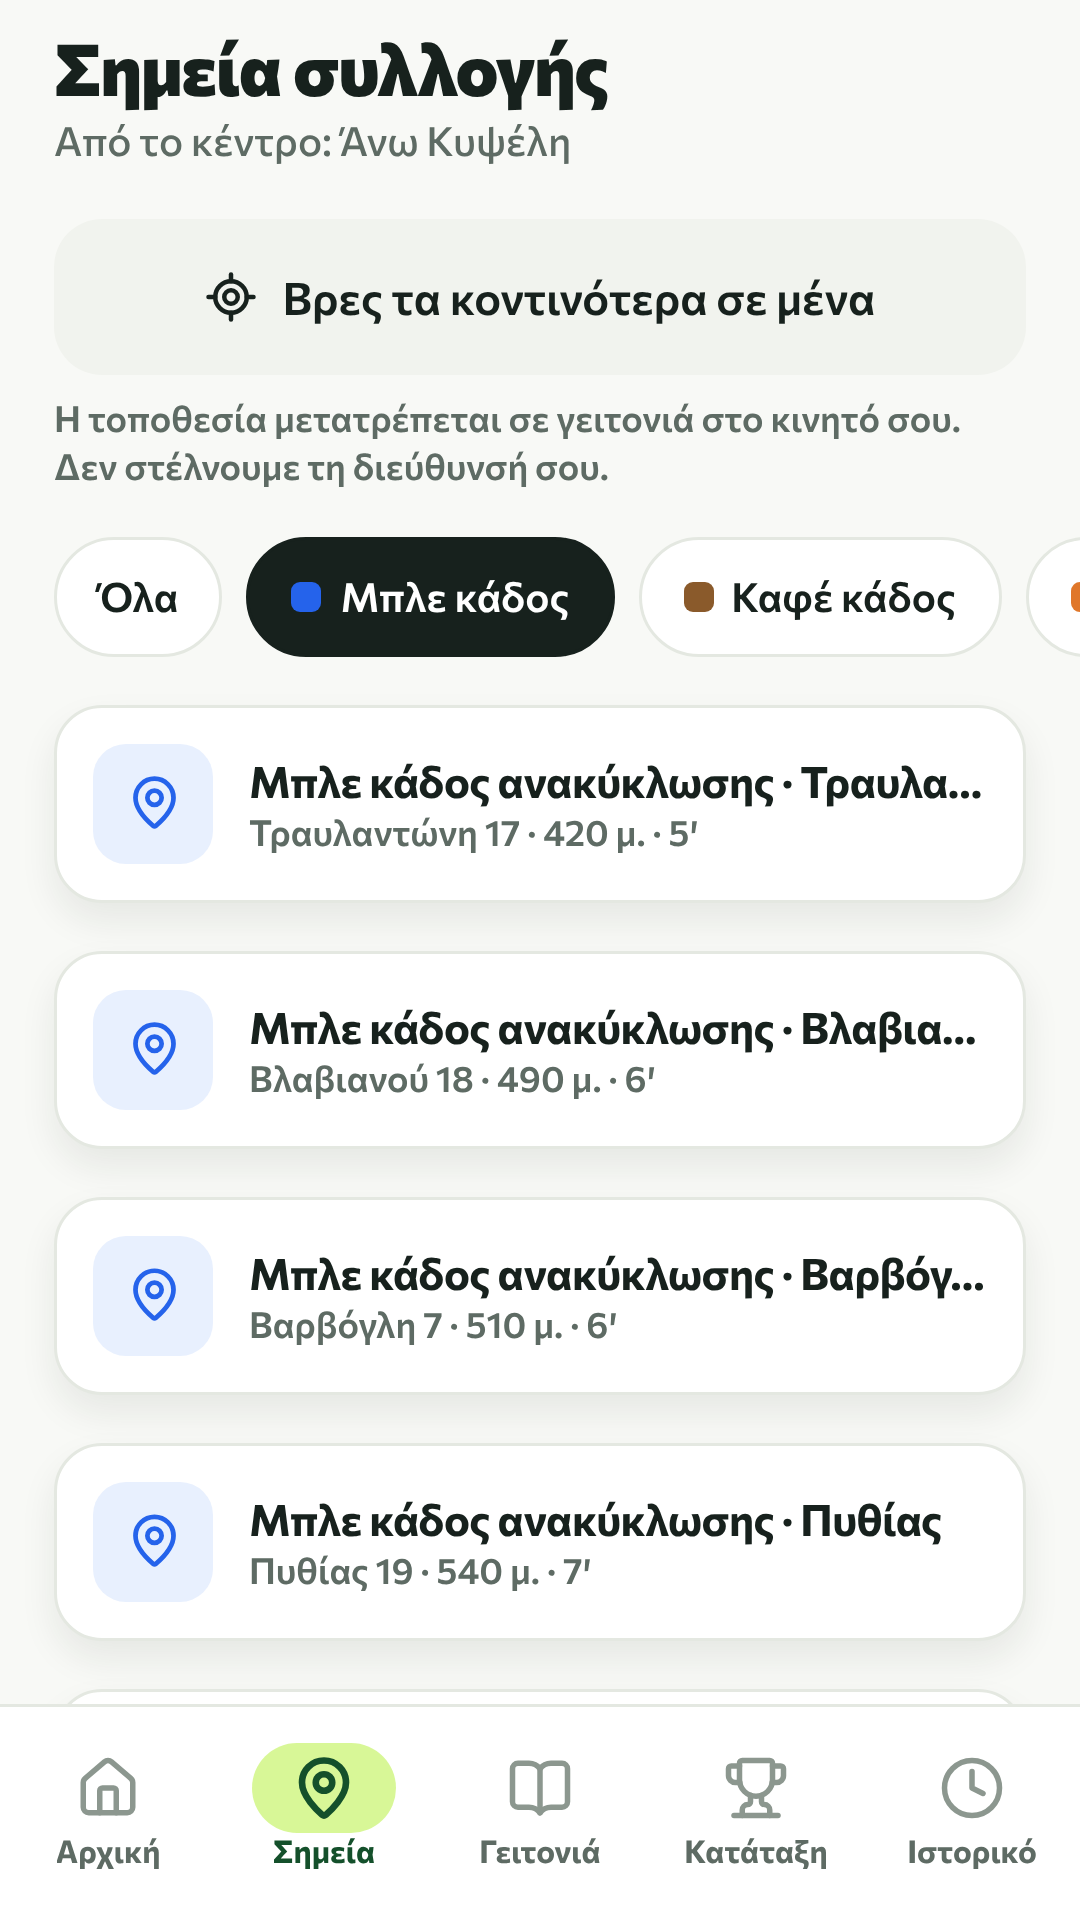 Σημεία συλλογής
Από το κέντρο: Άνω Κυψέλη
Βρες τα κοντινότερα σε μένα
Η τοποθεσία μετατρέπεται σε γειτονιά στο κινητό σου.
Δεν στέλνουμε τη διεύθυνσή σου.
Όλα
Μπλε κάδος
Καφέ κάδος
Μπλε κάδος ανακύκλωσης · Τραυλα...
Τραυλαντώνη 17 · 420 μ. · 5′
Μπλε κάδος ανακύκλωσης · Βλαβια...
Βλαβιανού 18 · 490 μ. · 6′
Μπλε κάδος ανακύκλωσης · Βαρβόγ...
Βαρβόγλη 7 · 510 μ. · 6′
Μπλε κάδος ανακύκλωσης · Πυθίας
Πυθίας 19 · 540 μ. · 7′
Αρχική
Σημεία
Γειτονιά
Κατάταξη
Ιστορικό